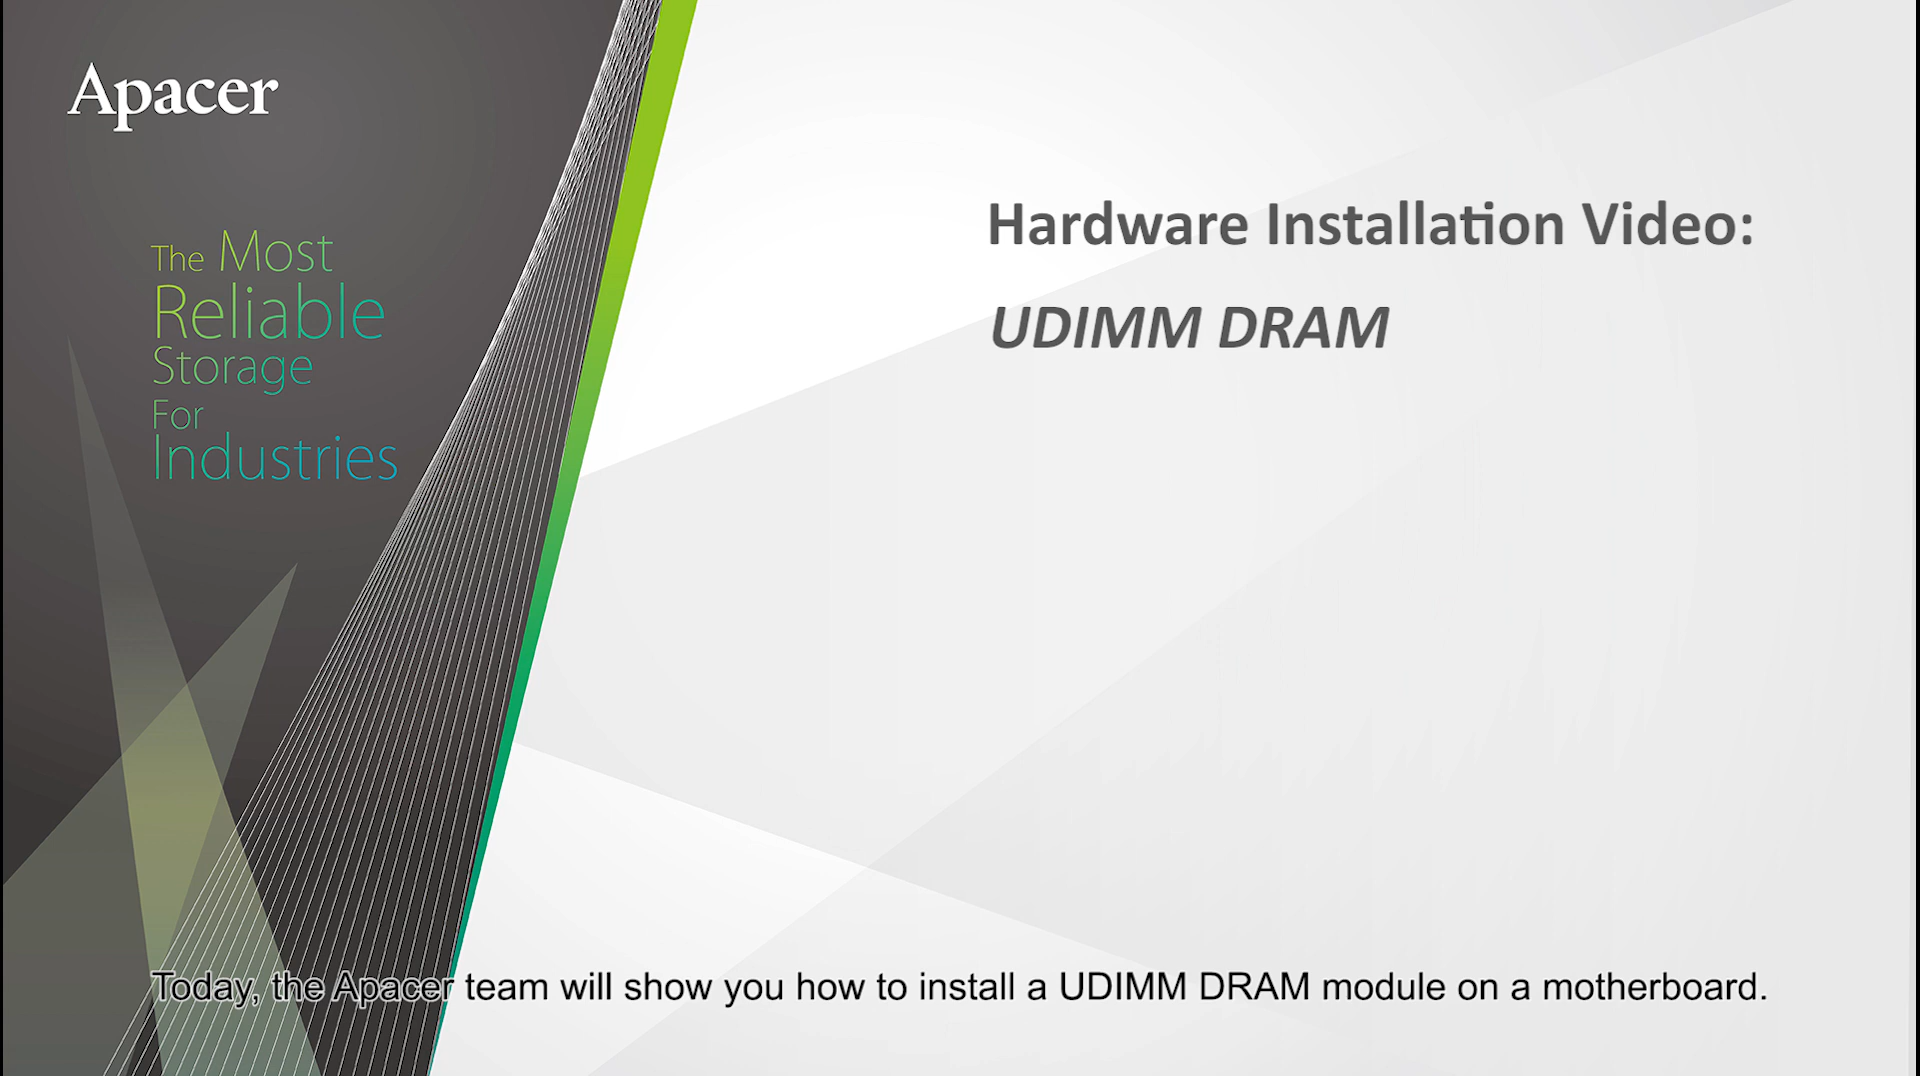 Apacer
The Most
Reliable
Storage
For
Industries
Hardware Installation Video:
UDIMM DRAM
Today, the Apacer team will show you how to install a UDIMM DRAM module on a motherboard.